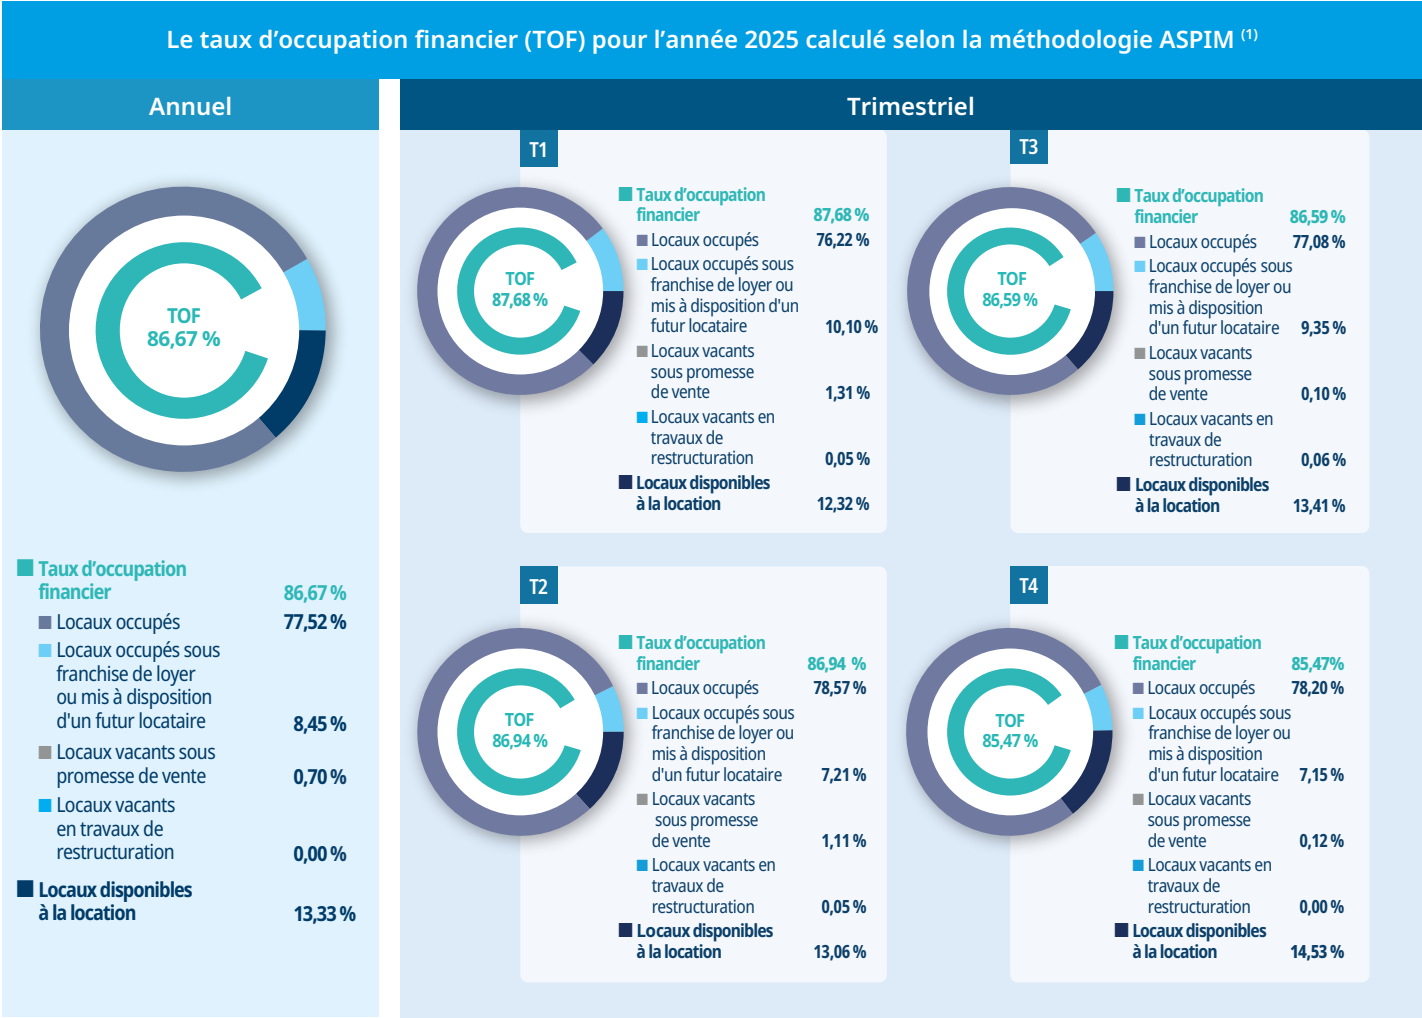 Le taux d'occupation financier (TOF) pour l'année 2025 calculé selon la méthodologie ASPIM (1)
Annuel
TOF
86,67 %
Taux d'occupation
financier 86,67 %
Locaux occupés 77,52 %
Locaux occupés sous
franchise de loyer
ou mis à disposition
d'un futur locataire 8,45 %
Locaux vacants sous
promesse de vente 0,70 %
Locaux vacants
en travaux de
restructuration 0,00 %
Locaux disponibles
à la location 13,33 %
Trimestriel
T1
TOF
87,68 %
Taux d'occupation
financier 87,68 %
Locaux occupés 76,22 %
Locaux occupés sous
franchise de loyer ou
mis à disposition d'un
futur locataire 10,10 %
Locaux vacants
sous promesse
de vente 1,31 %
Locaux vacants en
travaux de
restructuration 0,05 %
Locaux disponibles
à la location 12,32 %
T2
TOF
86,94 %
Taux d'occupation
financier 86,94 %
Locaux occupés 78,57 %
Locaux occupés sous
franchise de loyer ou
mis à disposition
d'un futur locataire 7,21 %
Locaux vacants
sous promesse
de vente 1,11 %
Locaux vacants en
travaux de
restructuration 0,05 %
Locaux disponibles
à la location 13,06 %
T3
TOF
86,59 %
Taux d'occupation
financier 86,59 %
Locaux occupés 77,08 %
Locaux occupés sous
franchise de loyer ou
mis à disposition
d'un futur locataire 9,35 %
Locaux vacants
sous promesse
de vente 0,10 %
Locaux vacants en
travaux de
restructuration 0,06 %
Locaux disponibles
à la location 13,41 %
T4
TOF
85,47 %
Taux d'occupation
financier 85,47%
Locaux occupés 78,20 %
Locaux occupés sous
franchise de loyer ou
mis à disposition
d'un futur locataire 7,15 %
Locaux vacants
sous promesse
de vente 0,12 %
Locaux vacants en
travaux de
restructuration 0,00 %
Locaux disponibles
à la location 14,53 %